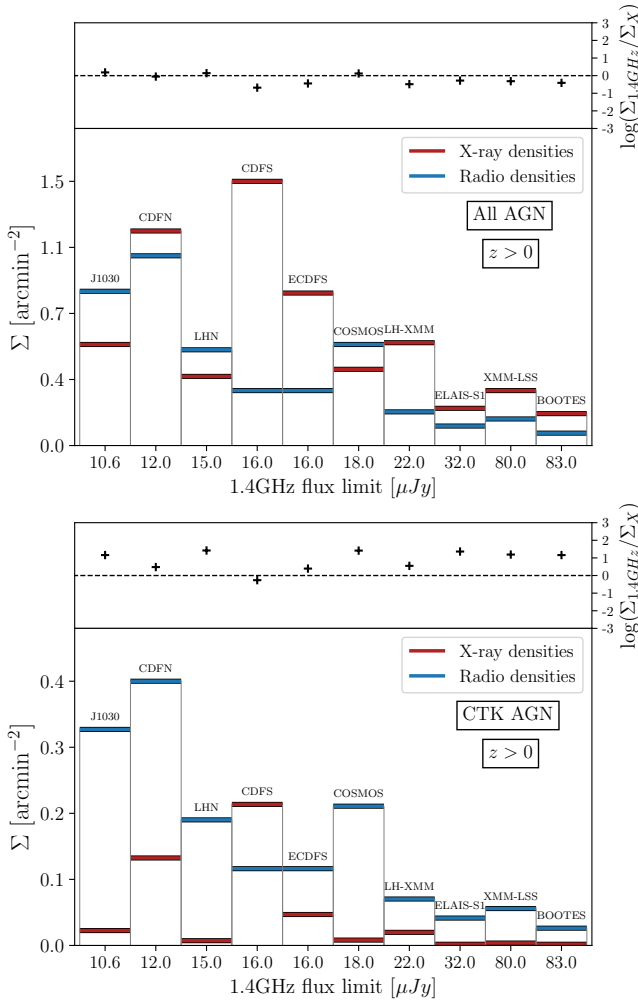 3
2
1
0
-1
-2
-3
log(Σ1.4GHz/ΣX)
X-ray densities
Radio densities
All AGN
z > 0
Σ [arcmin−2]
1.5
1.1
0.7
0.4
0.0
J1030
CDFN
LHN
CDFS
ECDFS
COSMOS
LH-XMM
ELAIS-S1
XMM-LSS
BOOTES
10.6 12.0 15.0 16.0 16.0 18.0 22.0 32.0 80.0 83.0
1.4GHz flux limit [μJy]
3
2
1
0
-1
-2
-3
log(Σ1.4GHz/ΣX)
X-ray densities
Radio densities
CTK AGN
z > 0
Σ [arcmin−2]
0.4
0.3
0.2
0.1
0.0
J1030
CDFN
LHN
CDFS
ECDFS
COSMOS
LH-XMM
ELAIS-S1
XMM-LSS
BOOTES
10.6 12.0 15.0 16.0 16.0 18.0 22.0 32.0 80.0 83.0
1.4GHz flux limit [μJy]